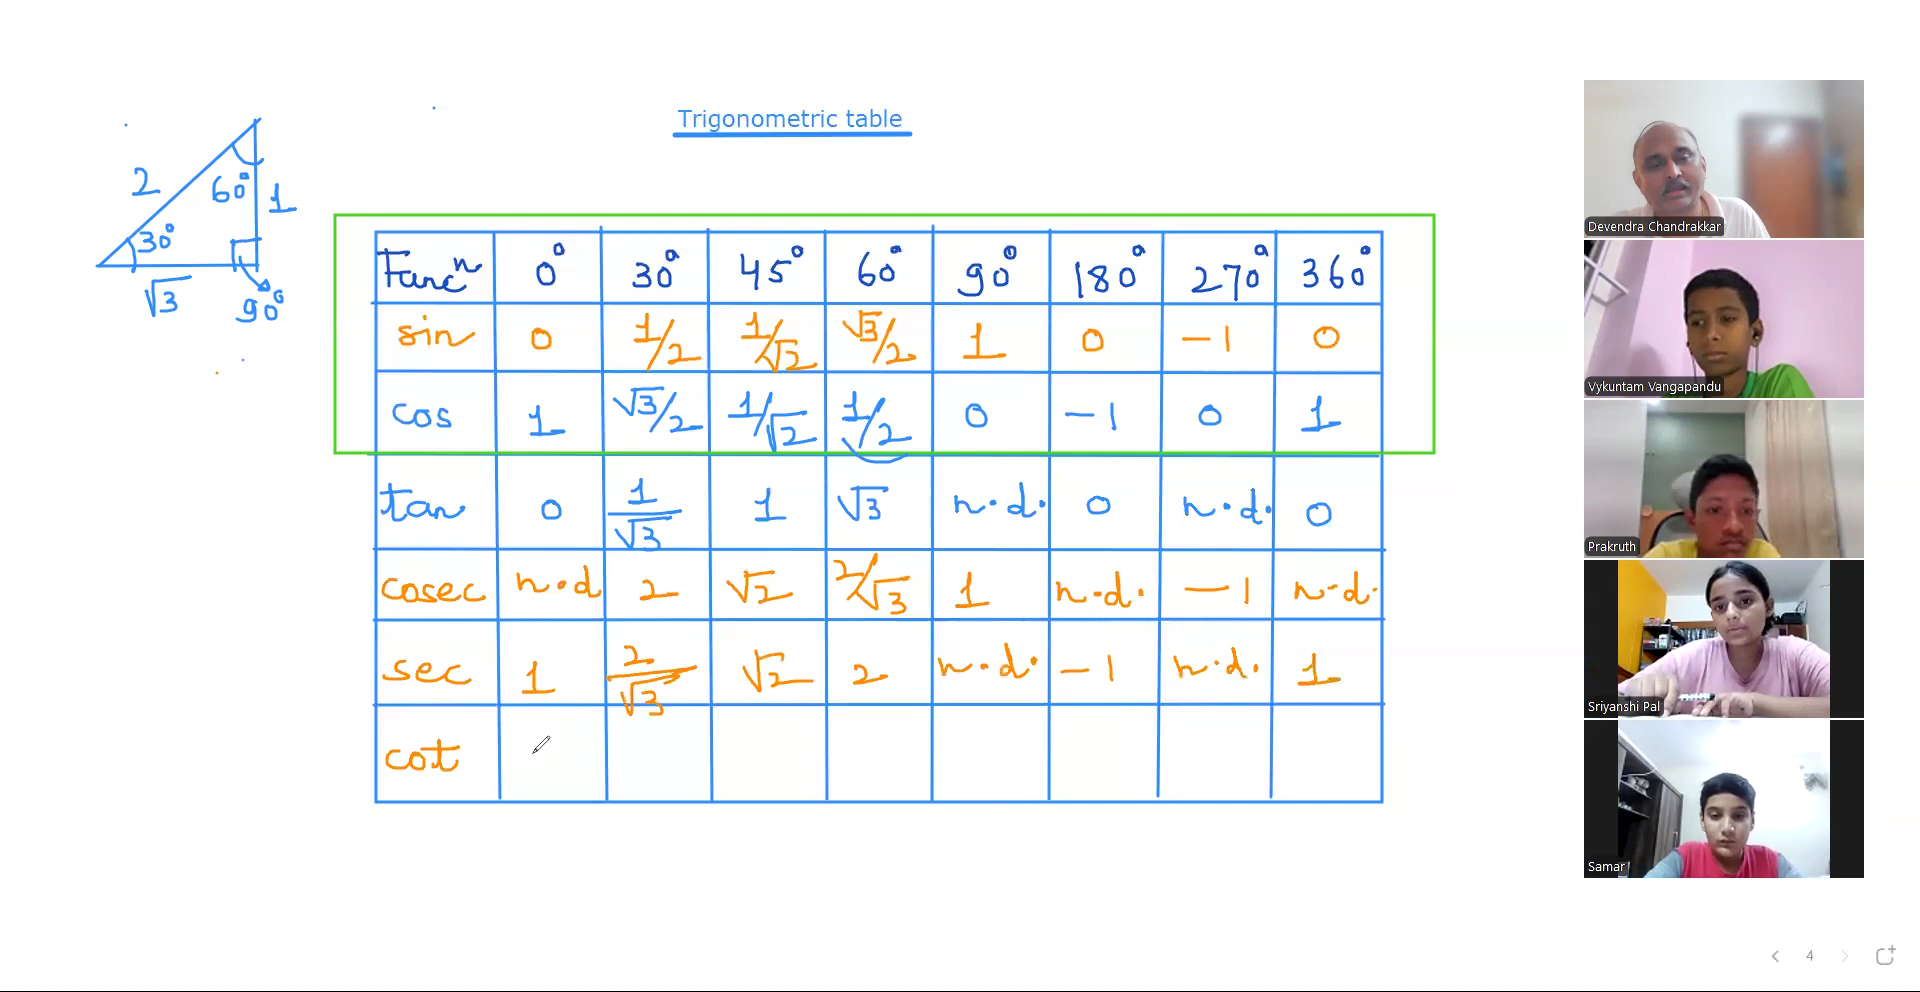 Trigonometric table
2
60°
1
30°
√3
90°
Funcⁿ 0° 30° 45° 60° 90° 180° 270° 360°
sin 0 1/2 1/√2 √3/2 1 0 -1 0
cos 1 √3/2 1/√2 1/2 0 -1 0 1
tan 0 1/√3 1 √3 n.d. 0 n.d. 0
cosec n.d 2 √2 2/√3 1 n.d. -1 n.d.
sec 1 2/√3 √2 2 n.d. -1 n.d. 1
cot
Devendra Chandrakkar
Vykuntam Vangapandu
Prakruth
Sriyanshi Pal
Samar
4